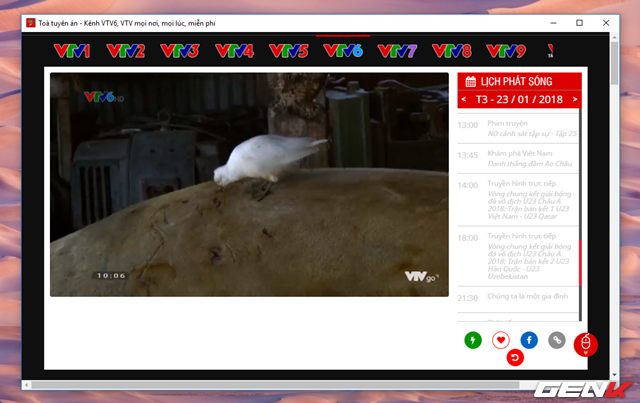 Toà tuyên án - Kênh VTV6, VTV mọi nơi, mọi lúc, miễn phí
VTV1 VTV2 VTV3 VTV4 VTV5 VTV6 VTV7 VTV8 VTV9
LỊCH PHÁT SÓNG
< T3 - 23 / 01 / 2018 >
VTV6 HD
13:00 Phim truyện
Nữ cảnh sát tập sự - Tập 25
13:45 Khám phá Việt Nam
Danh thắng đầm Ao Châu
14:00 Truyền hình trực tiếp
Vòng chung kết giải bóng
đá vô địch U23 Châu Á
2018: Trận bán kết 1 U23
Việt Nam - U23 Qatar
18:00 Truyền hình trực tiếp
Vòng chung kết giải bóng
đá vô địch U23 Châu Á
2018: Trận bán kết 2 U23
Hàn Quốc - U23
Uzebekistan
21:30 Chúng ta là một gia đình
10:06
VTV go
GENK